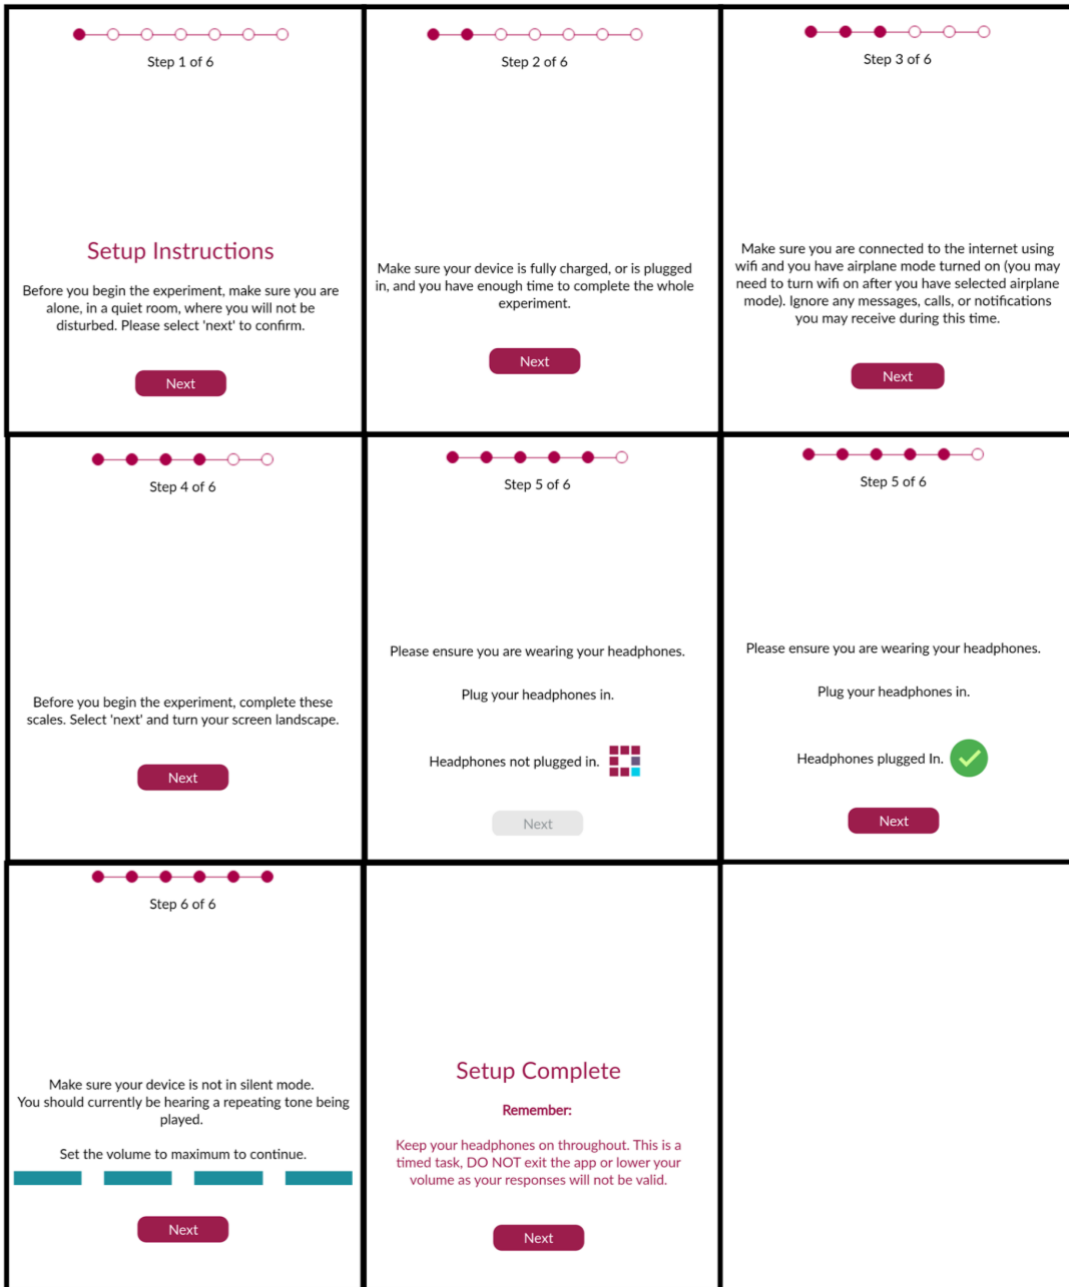 Step 1 of 6
Setup Instructions
Before you begin the experiment, make sure you are
alone, in a quiet room, where you will not be
disturbed. Please select 'next' to confirm.
Next
Step 2 of 6
Make sure your device is fully charged, or is plugged
in, and you have enough time to complete the whole
experiment.
Next
Step 3 of 6
Make sure you are connected to the internet using
wifi and you have airplane mode turned on (you may
need to turn wifi on after you have selected airplane
mode). Ignore any messages, calls, or notifications
you may receive during this time.
Next
Step 4 of 6
Before you begin the experiment, complete these
scales. Select 'next' and turn your screen landscape.
Next
Step 5 of 6
Please ensure you are wearing your headphones.
Plug your headphones in.
Headphones not plugged in.
Next
Step 5 of 6
Please ensure you are wearing your headphones.
Plug your headphones in.
Headphones plugged In.
Next
Step 6 of 6
Make sure your device is not in silent mode.
You should currently be hearing a repeating tone being
played.
Set the volume to maximum to continue.
Next
Setup Complete
Remember:
Keep your headphones on throughout. This is a
timed task, DO NOT exit the app or lower your
volume as your responses will not be valid.
Next